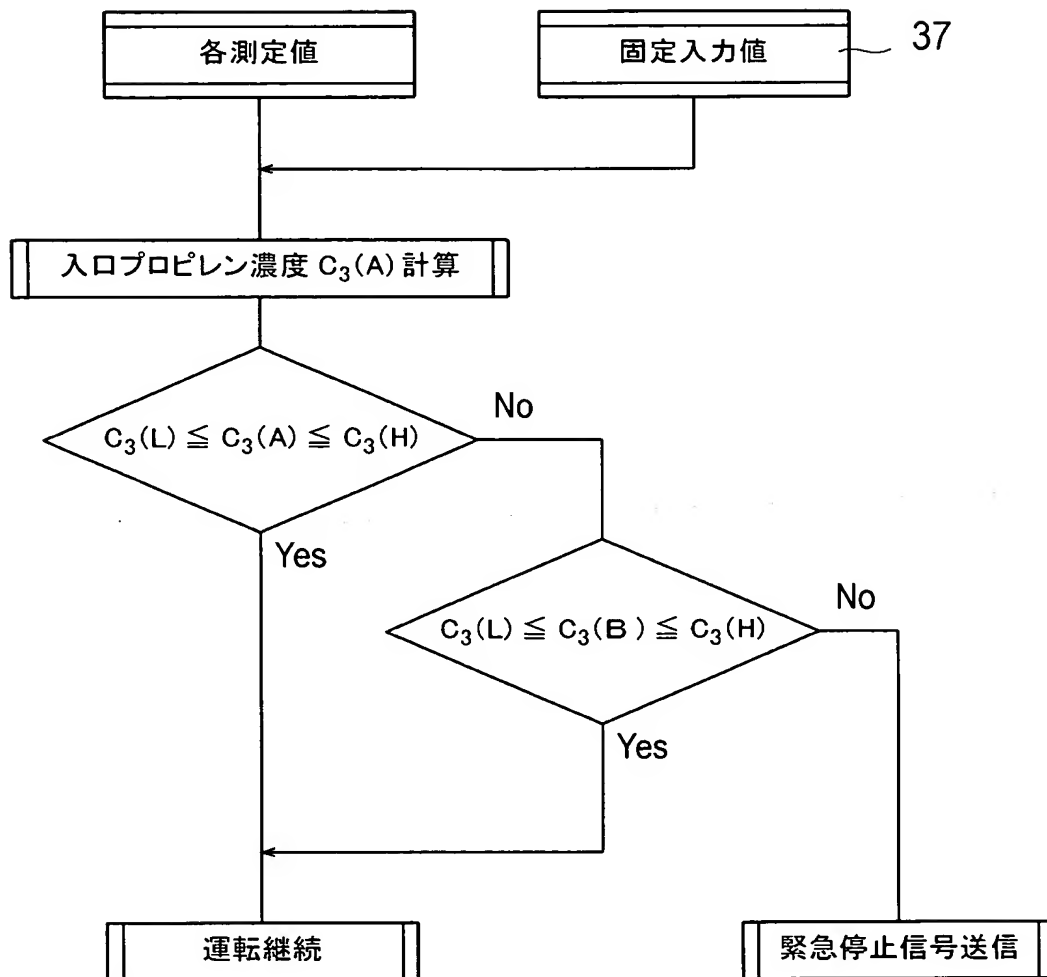 各測定値
固定入力値
37
入口プロピレン濃度 C₃(A) 計算
C₃(L) ≦ C₃(A) ≦ C₃(H)
No
Yes
C₃(L) ≦ C₃(B) ≦ C₃(H)
No
Yes
運転継続
緊急停止信号送信